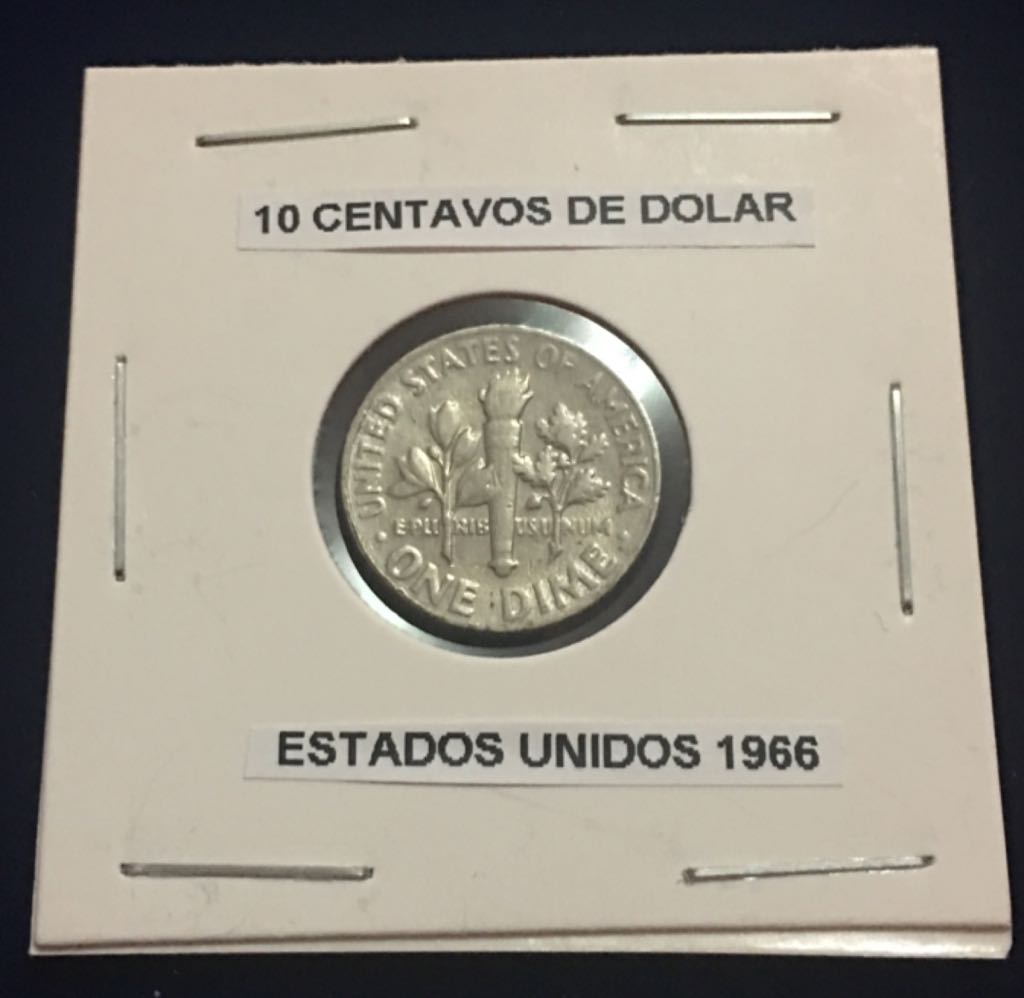 10 CENTAVOS DE DOLAR
UNITED STATES OF AMERICA
E PLURIBUS UNUM
· ONE DIME ·
ESTADOS UNIDOS 1966